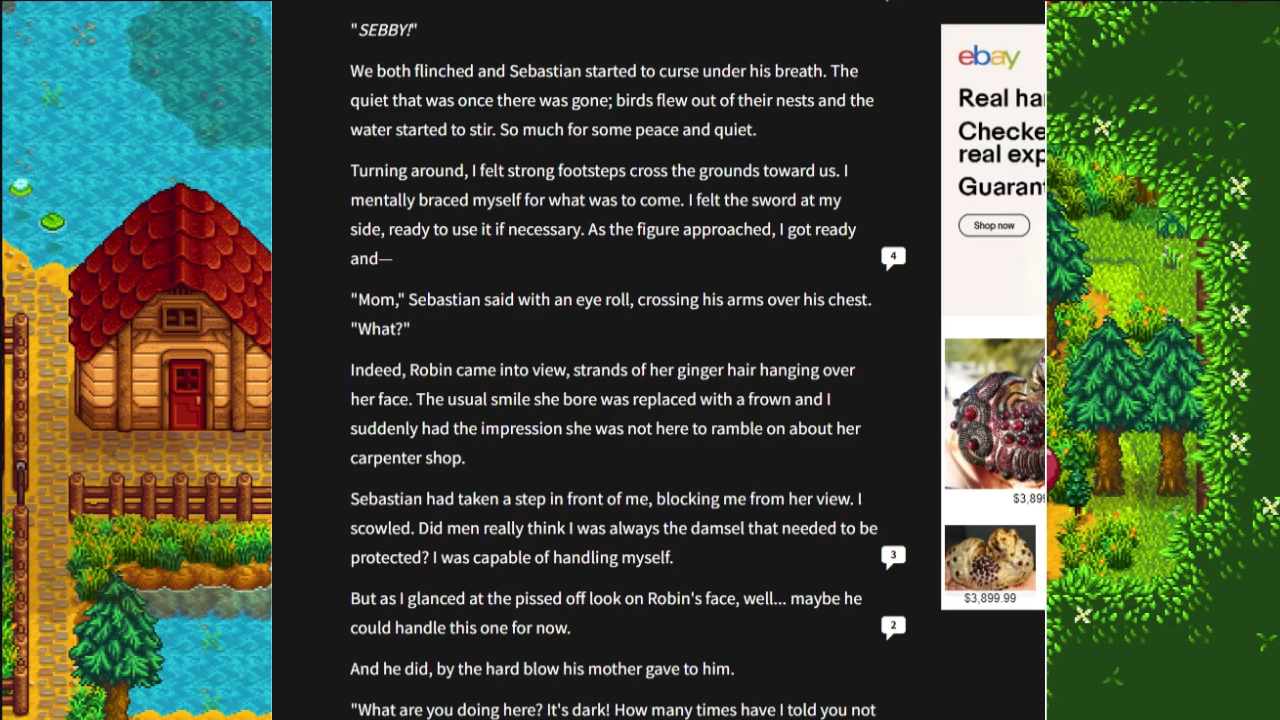 "SEBBY!"
We both flinched and Sebastian started to curse under his breath. The
quiet that was once there was gone; birds flew out of their nests and the
water started to stir. So much for some peace and quiet.
Turning around, I felt strong footsteps cross the grounds toward us. I
mentally braced myself for what was to come. I felt the sword at my
side, ready to use it if necessary. As the figure approached, I got ready
and—
4
"Mom," Sebastian said with an eye roll, crossing his arms over his chest.
"What?"
Indeed, Robin came into view, strands of her ginger hair hanging over
her face. The usual smile she bore was replaced with a frown and I
suddenly had the impression she was not here to ramble on about her
carpenter shop.
Sebastian had taken a step in front of me, blocking me from her view. I
scowled. Did men really think I was always the damsel that needed to be
protected? I was capable of handling myself.
3
But as I glanced at the pissed off look on Robin's face, well... maybe he
could handle this one for now.
2
And he did, by the hard blow his mother gave to him.
"What are you doing here? It's dark! How many times have I told you not
ebay
Real ha
Checke
real exp
Guaran
Shop now
$3,899
$3,899.99